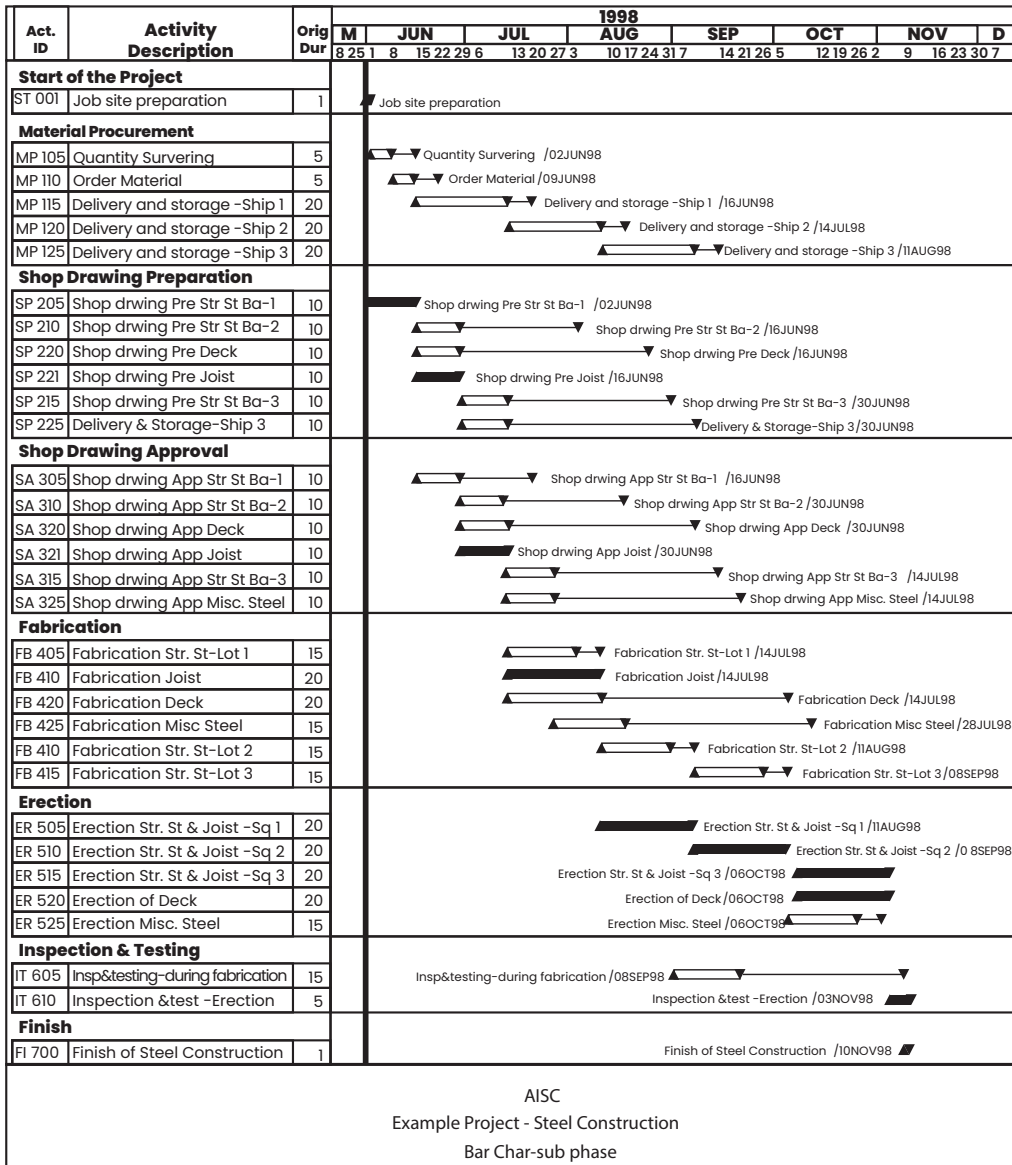 1998
Act. ID Activity Description Orig Dur M JUN JUL AUG SEP OCT NOV D
8 25 1 8 15 22 29 6 13 20 27 3 10 17 24 31 7 14 21 26 5 12 19 26 2 9 16 23 30 7
Start of the Project
ST 001 Job site preparation 1 Job site preparation
Material Procurement
MP 105 Quantity Survering 5 Quantity Survering /02JUN98
MP 110 Order Material 5 Order Material /09JUN98
MP 115 Delivery and storage -Ship 1 20 Delivery and storage -Ship 1 /16JUN98
MP 120 Delivery and storage -Ship 2 20 Delivery and storage -Ship 2 /14JUL98
MP 125 Delivery and storage -Ship 3 20 Delivery and storage -Ship 3 /11AUG98
Shop Drawing Preparation
SP 205 Shop drwing Pre Str St Ba-1 10 Shop drwing Pre Str St Ba-1 /02JUN98
SP 210 Shop drwing Pre Str St Ba-2 10 Shop drwing Pre Str St Ba-2 /16JUN98
SP 220 Shop drwing Pre Deck 10 Shop drwing Pre Deck /16JUN98
SP 221 Shop drwing Pre Joist 10 Shop drwing Pre Joist /16JUN98
SP 215 Shop drwing Pre Str St Ba-3 10 Shop drwing Pre Str St Ba-3 /30JUN98
SP 225 Delivery & Storage-Ship 3 10 Delivery & Storage-Ship 3/30JUN98
Shop Drawing Approval
SA 305 Shop drwing App Str St Ba-1 10 Shop drwing App Str St Ba-1 /16JUN98
SA 310 Shop drwing App Str St Ba-2 10 Shop drwing App Str St Ba-2 /30JUN98
SA 320 Shop drwing App Deck 10 Shop drwing App Deck /30JUN98
SA 321 Shop drwing App Joist 10 Shop drwing App Joist /30JUN98
SA 315 Shop drwing App Str St Ba-3 10 Shop drwing App Str St Ba-3 /14JUL98
SA 325 Shop drwing App Misc. Steel 10 Shop drwing App Misc. Steel /14JUL98
Fabrication
FB 405 Fabrication Str. St-Lot 1 15 Fabrication Str. St-Lot 1 /14JUL98
FB 410 Fabrication Joist 20 Fabrication Joist /14JUL98
FB 420 Fabrication Deck 20 Fabrication Deck /14JUL98
FB 425 Fabrication Misc Steel 15 Fabrication Misc Steel /28JUL98
FB 410 Fabrication Str. St-Lot 2 15 Fabrication Str. St-Lot 2 /11AUG98
FB 415 Fabrication Str. St-Lot 3 15 Fabrication Str. St-Lot 3 /08SEP98
Erection
ER 505 Erection Str. St & Joist -Sq 1 20 Erection Str. St & Joist -Sq 1 /11AUG98
ER 510 Erection Str. St & Joist -Sq 2 20 Erection Str. St & Joist -Sq 2 /0 8SEP98
ER 515 Erection Str. St & Joist -Sq 3 20 Erection Str. St & Joist -Sq 3 /06OCT98
ER 520 Erection of Deck 20 Erection of Deck /06OCT98
ER 525 Erection Misc. Steel 15 Erection Misc. Steel /06OCT98
Inspection & Testing
IT 605 Insp&testing-during fabrication 15 Insp&testing-during fabrication /08SEP98
IT 610 Inspection &test -Erection 5 Inspection &test -Erection /03NOV98
Finish
FI 700 Finish of Steel Construction 1 Finish of Steel Construction /10NOV98
AISC
Example Project - Steel Construction
Bar Char-sub phase